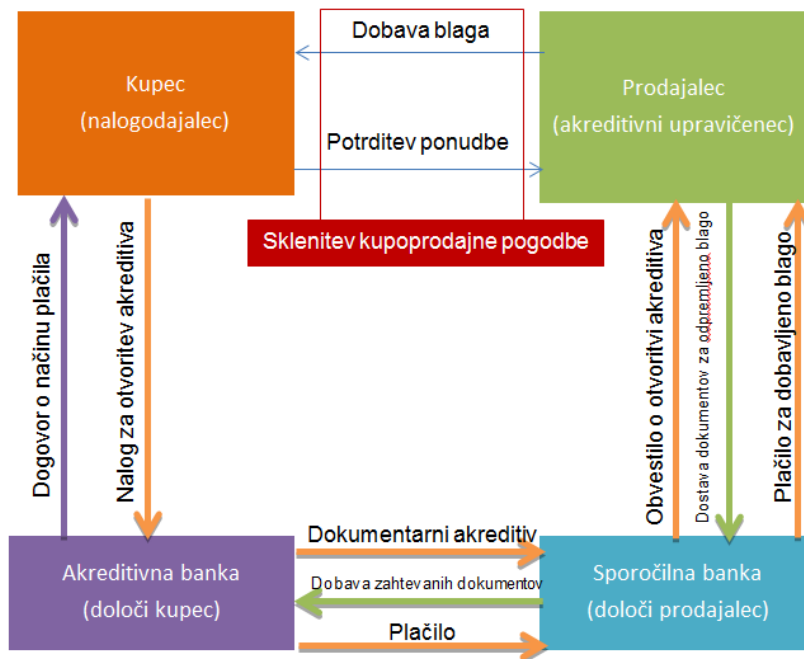 Dobava blaga
Kupec
(nalogodajalec)
Prodajalec
(akreditivni upravičenec)
Potrditev ponudbe
Sklenitev kupoprodajne pogodbe
Dogovor o načinu plačila
Nalog za otvoritev akreditiva
Obvestilo o otvoritvi akreditiva
Dostava dokumentov za odpremljeno blago
Plačilo za dobavljeno blago
Dokumentarni akreditiv
Akreditivna banka
(določi kupec)
Dobava zahtevanih dokumentov
Sporočilna banka
(določi prodajalec)
Plačilo